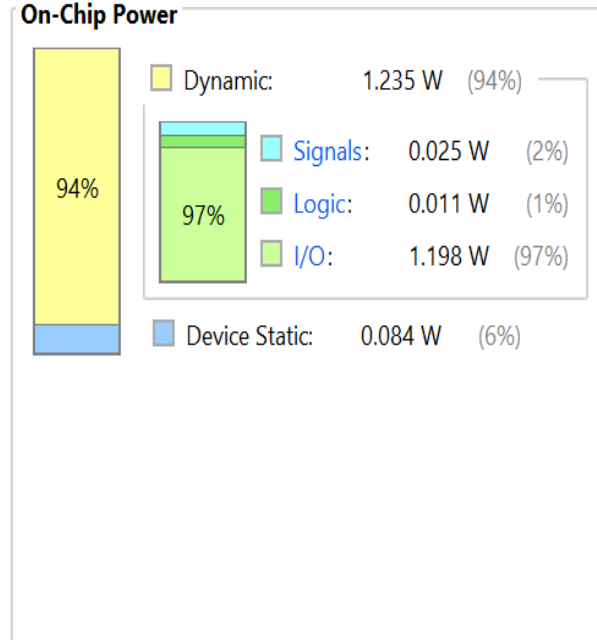 On-Chip Power
Dynamic: 1.235 W (94%)
Signals: 0.025 W (2%)
94%
Logic: 0.011 W (1%)
97%
I/O: 1.198 W (97%)
Device Static: 0.084 W (6%)